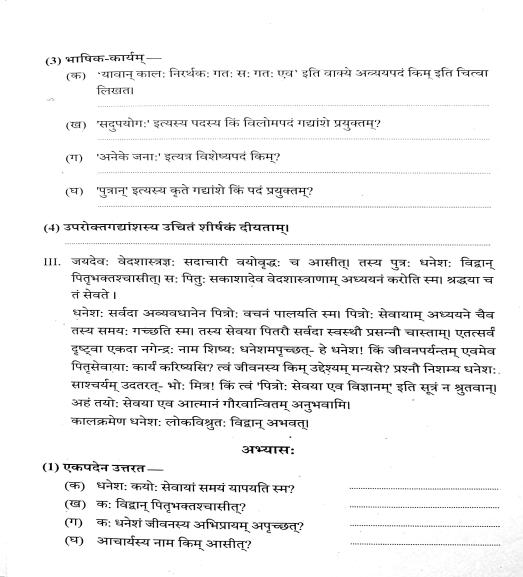 (3) भाषिक-कार्यम् —
(क) 'यावान् कालः निरर्थकः गतः सः गतः एव' इति वाक्ये अव्ययपदं किम् इति चित्वा
लिखत।
(ख) 'सदुपयोगः' इत्यस्य पदस्य किं विलोमपदं गद्यांशे प्रयुक्तम्?
(ग) 'अनेके जनाः' इत्यत्र विशेष्यपदं किम्?
(घ) 'पुत्रान्' इत्यस्य कृते गद्यांशे किं पदं प्रयुक्तम्?
(4) उपरोक्तगद्यांशस्य उचितं शीर्षकं दीयताम्।
III. जयदेवः वेदशास्त्रज्ञः सदाचारी वयोवृद्धः च आसीत्। तस्य पुत्रः धनेशः विद्वान्
पितृभक्तश्चासीत्। सः पितुः सकाशादेव वेदशास्त्राणाम् अध्ययनं करोति स्म। श्रद्धया च
तं सेवते ।
धनेशः सर्वदा अव्यवधानेन पित्रोः वचनं पालयति स्म। पित्रोः सेवायाम् अध्ययने चैव
तस्य समयः गच्छति स्म। तस्य सेवया पितरौ सर्वदा स्वस्थौ प्रसन्नौ चास्ताम्। एतत्सर्वं
दृष्ट्वा एकदा नगेन्द्रः नाम शिष्यः धनेशमपृच्छत्- हे धनेश! किं जीवनपर्यन्तम् एवमेव
पितृसेवायाः कार्यं करिष्यसि? त्वं जीवनस्य किम् उद्देश्यम् मन्यसे? प्रश्नौ निशम्य धनेशः
साश्चर्यम् उदतरत्- भोः मित्र! किं त्वं 'पित्रोः सेवया एव विज्ञानम्' इति सूत्रं न श्रुतवान्।
अहं तयोः सेवया एव आत्मानं गौरवान्वितम् अनुभवामि।
कालक्रमेण धनेशः लोकविश्रुतः विद्वान् अभवत्।
अभ्यासः
(1) एकपदेन उत्तरत —
(क) धनेशः कयोः सेवायां समयं यापयति स्म?
(ख) कः विद्वान् पितृभक्तश्चासीत्?
(ग) कः धनेशं जीवनस्य अभिप्रायम् अपृच्छत्?
(घ) आचार्यस्य नाम किम् आसीत्?